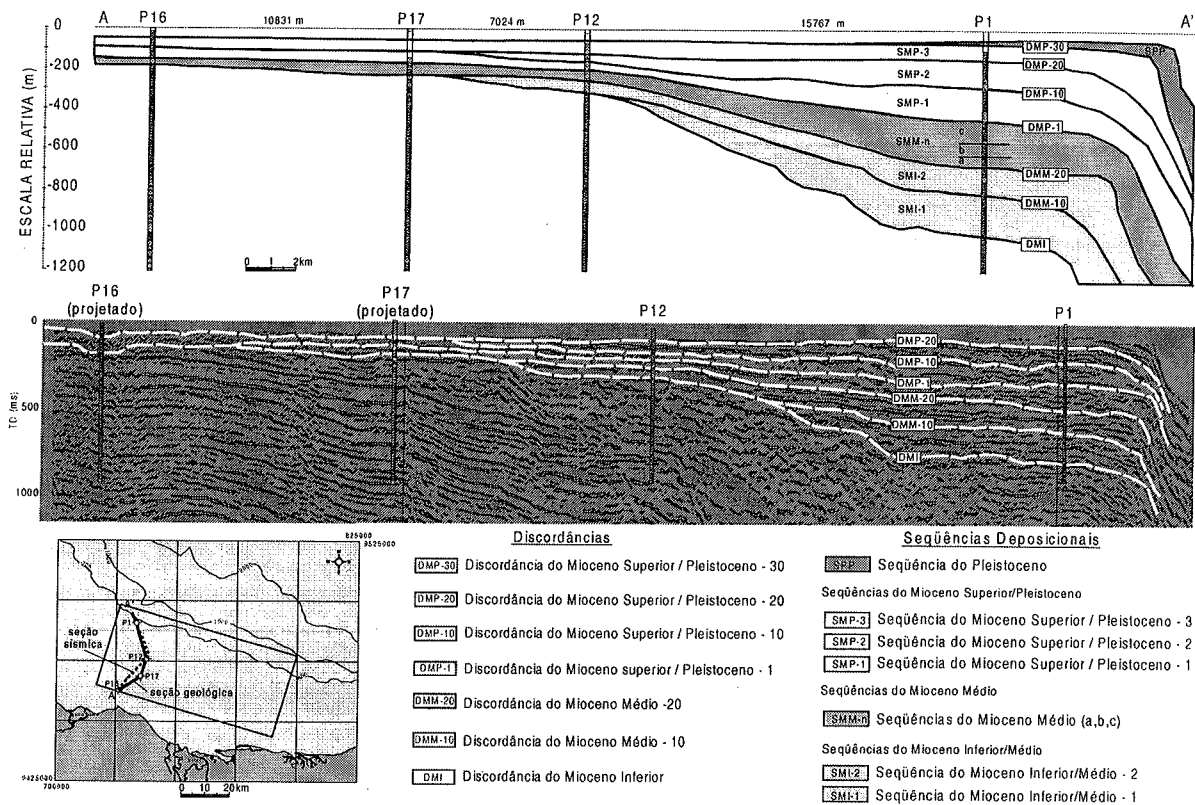 A P16 10831 m P17 7024 m P12 15767 m P1 A'
ESCALA RELATIVA (m)
0
-200
-400
-600
-800
-1000
-1200
SMP-3
SMP-2
SMP-1
SMM-n
c
b
a
SMI-2
SMI-1
DMP-30
SPP
DMP-20
DMP-10
DMP-1
DMM-20
DMM-10
DMI
0 1 2km
P16
(projetado)
P17
(projetado)
P12
P1
0
500
1000
DMP-20
DMP-10
DMP-1
DMM-20
DMM-10
DMI
825000
9525000
seção
sísmica
P1
P12
P17
A
seção geológica
9425000
700000
0 10 20km
Discordâncias
DMP-30 Discordância do Mioceno Superior / Pleistoceno - 30
DMP-20 Discordância do Mioceno Superior / Pleistoceno - 20
DMP-10 Discordância do Mioceno Superior / Pleistoceno - 10
DMP-1 Discordância do Mioceno superior / Pleistoceno - 1
DMM-20 Discordância do Mioceno Médio -20
DMM-10 Discordância do Mioceno Médio - 10
DMI Discordância do Mioceno Inferior
Seqüências Deposicionais
SPP Seqüência do Pleistoceno
Seqüências do Mioceno Superior/Pleistoceno
SMP-3 Seqüência do Mioceno Superior / Pleistoceno - 3
SMP-2 Seqüência do Mioceno Superior / Pleistoceno - 2
SMP-1 Seqüência do Mioceno Superior / Pleistoceno - 1
Seqüências do Mioceno Médio
SMM-n Seqüências do Mioceno Médio (a,b,c)
Seqüências do Mioceno Inferior/Médio
SMI-2 Seqüência do Mioceno Inferior/Médio - 2
SMI-1 Seqüência do Mioceno Inferior/Médio - 1